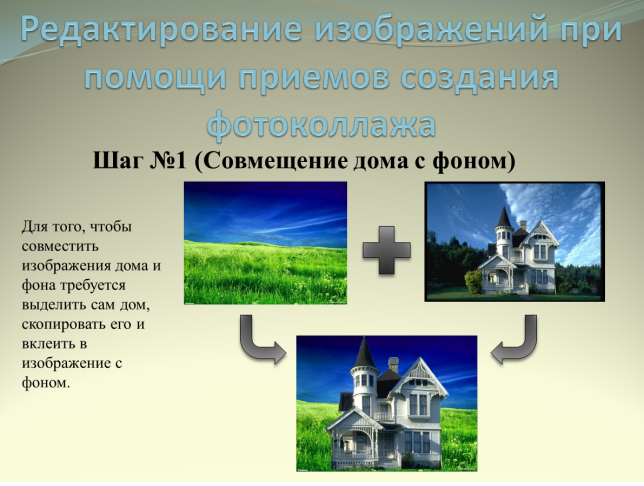 Редактирование изображений при
помощи приемов создания
фотоколлажа
Шаг №1 (Совмещение дома с фоном)
Для того, чтобы
совместить
изображения дома и
фона требуется
выделить сам дом,
скопировать его и
вклеить в
изображение с
фоном.